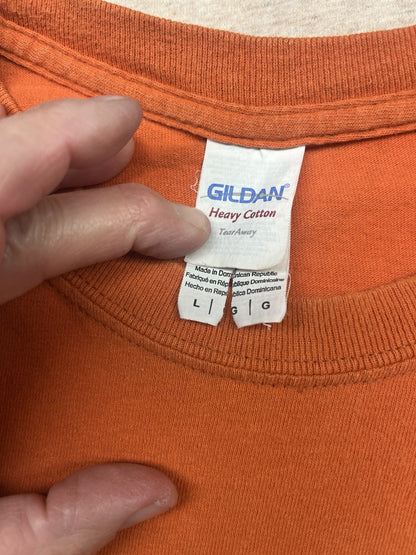 GILDAN®
Heavy Cotton
TearAway
Made in Dominican Republic
Fabriqué en République Dominicaine
Hecho en República Dominicana
L | G | G